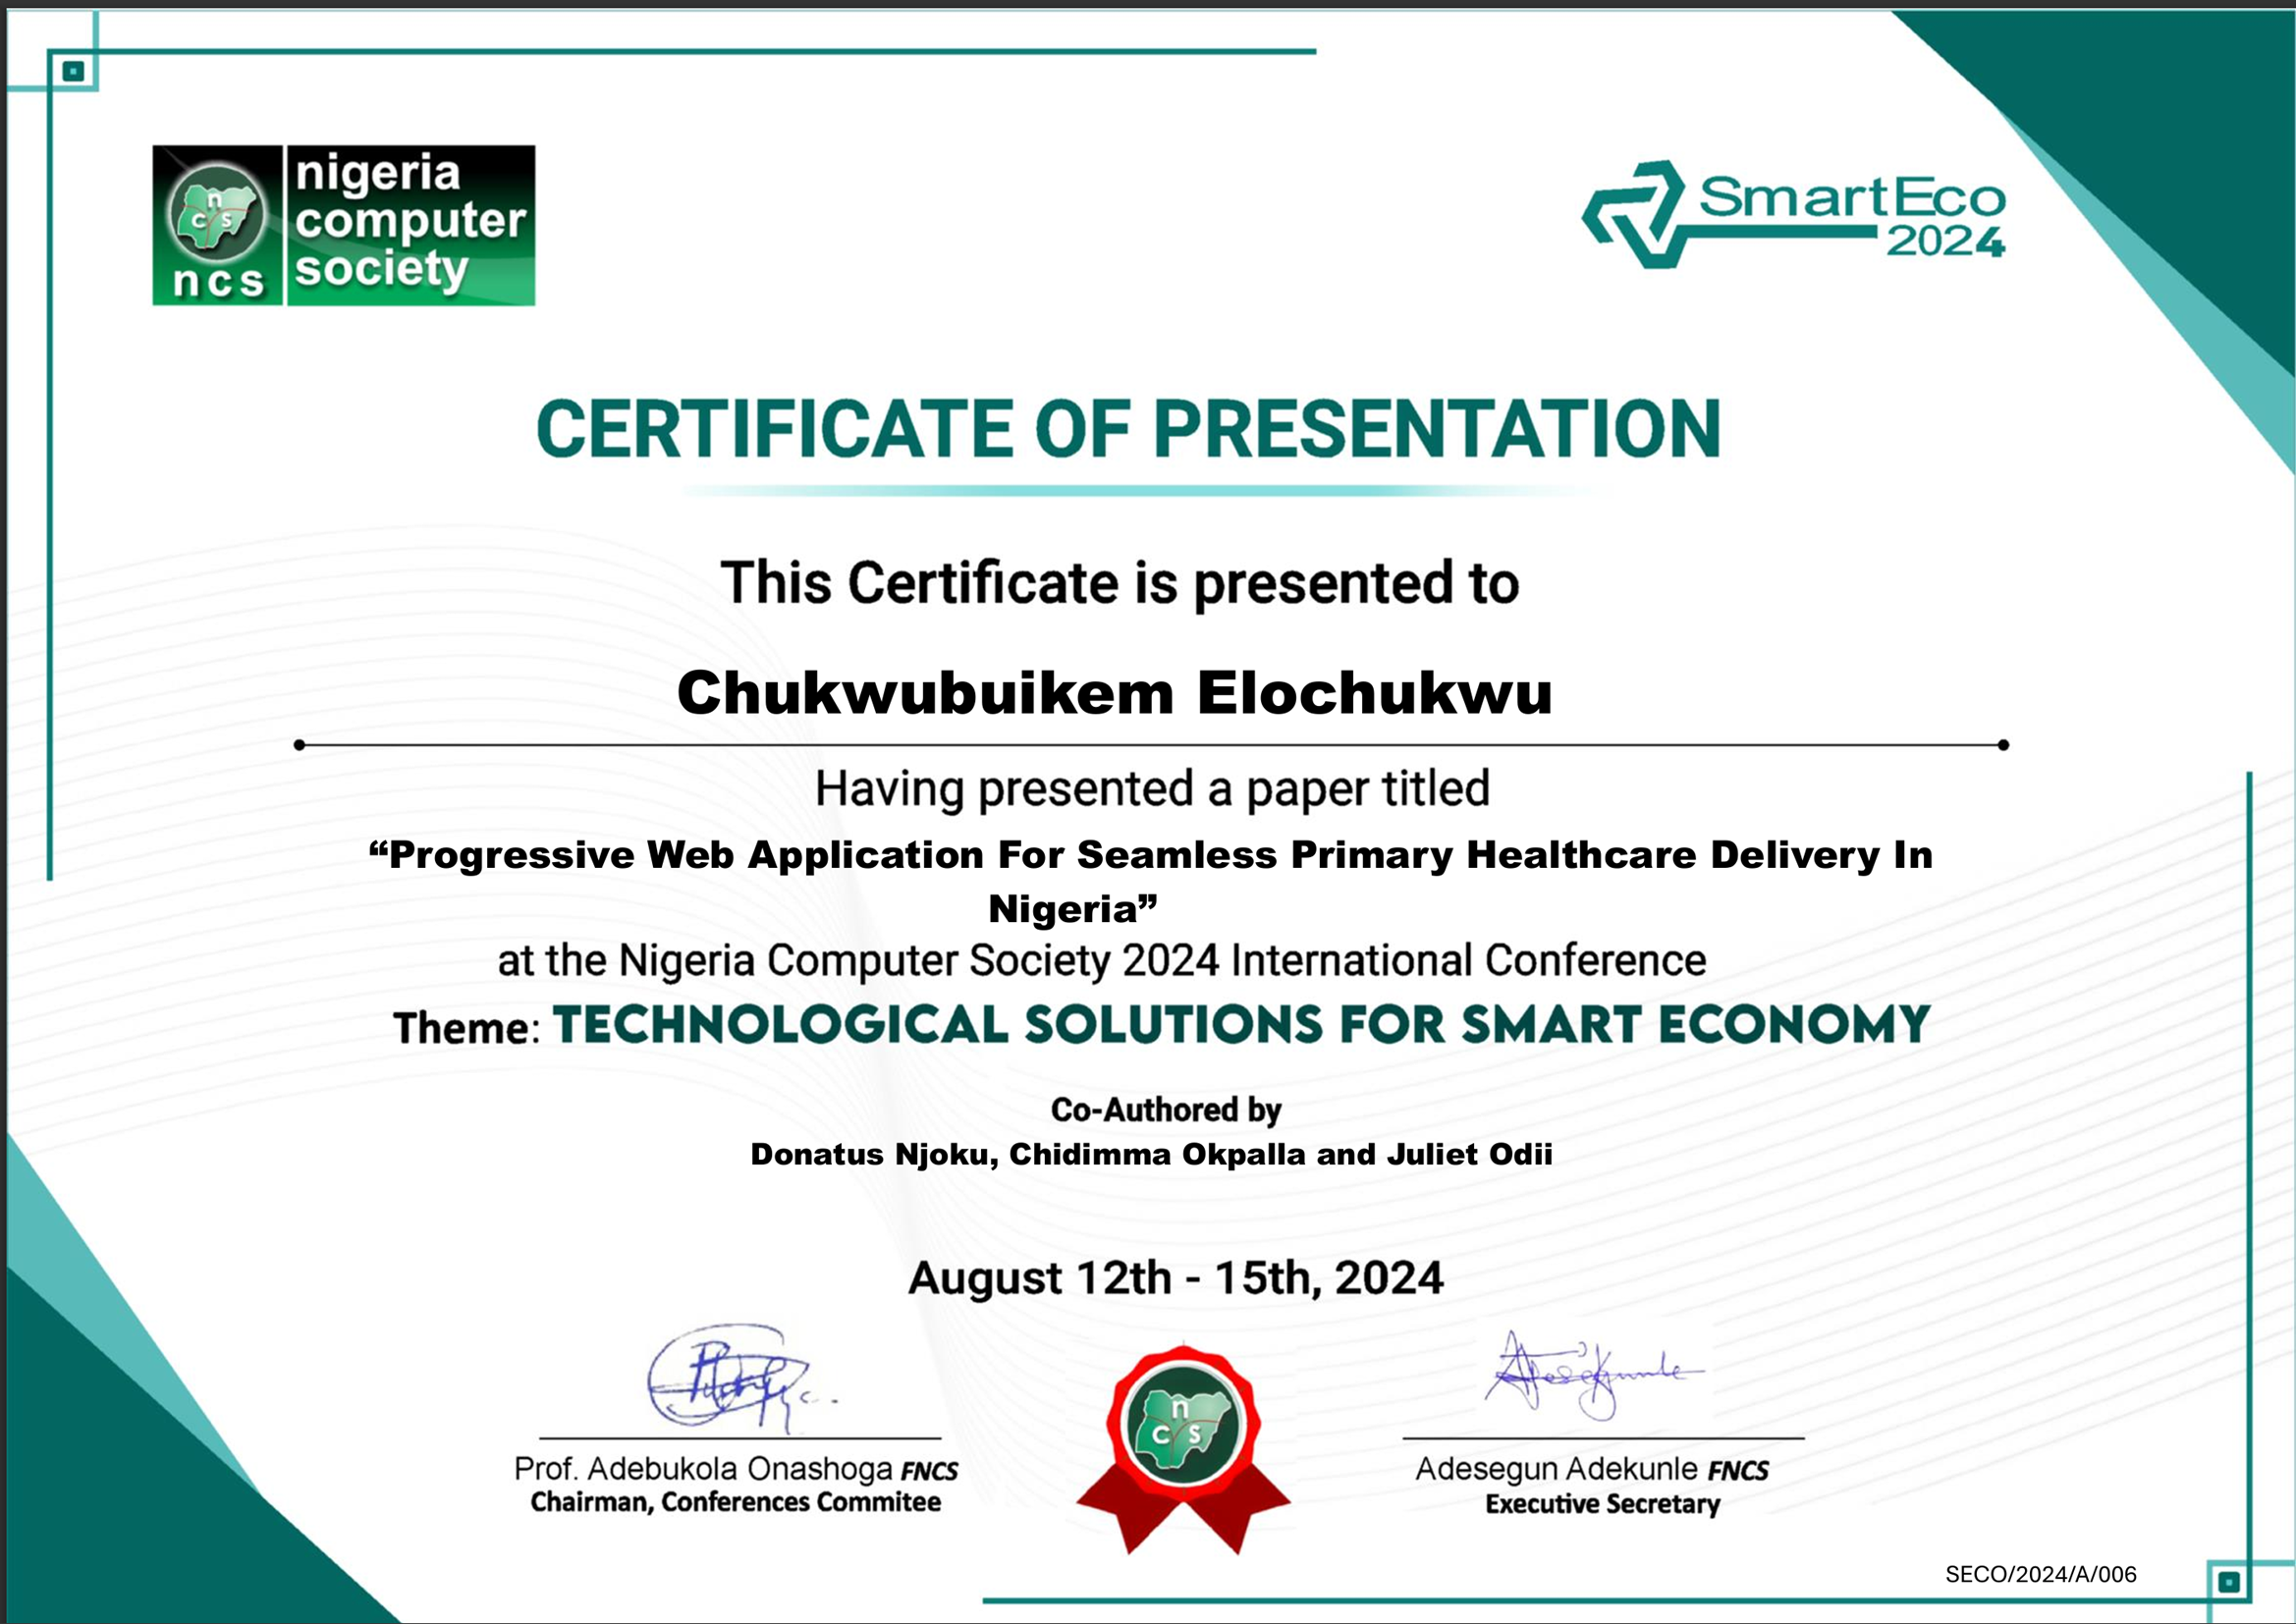 nigeria
computer
society
n c s
ncs
SmartEco
2024
CERTIFICATE OF PRESENTATION
This Certificate is presented to
Chukwubuikem Elochukwu
Having presented a paper titled
“Progressive Web Application For Seamless Primary Healthcare Delivery In
Nigeria”
at the Nigeria Computer Society 2024 International Conference
Theme: TECHNOLOGICAL SOLUTIONS FOR SMART ECONOMY
Co-Authored by
Donatus Njoku, Chidimma Okpalla and Juliet Odii
August 12th - 15th, 2024
n c s
Prof. Adebukola Onashoga FNCS
Chairman, Conferences Commitee
Adesegun Adekunle FNCS
Executive Secretary
SECO/2024/A/006